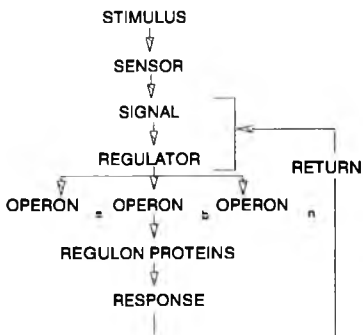 STIMULUS
SENSOR
SIGNAL
REGULATOR
RETURN
OPERON a OPERON b OPERON n
REGULON PROTEINS
RESPONSE